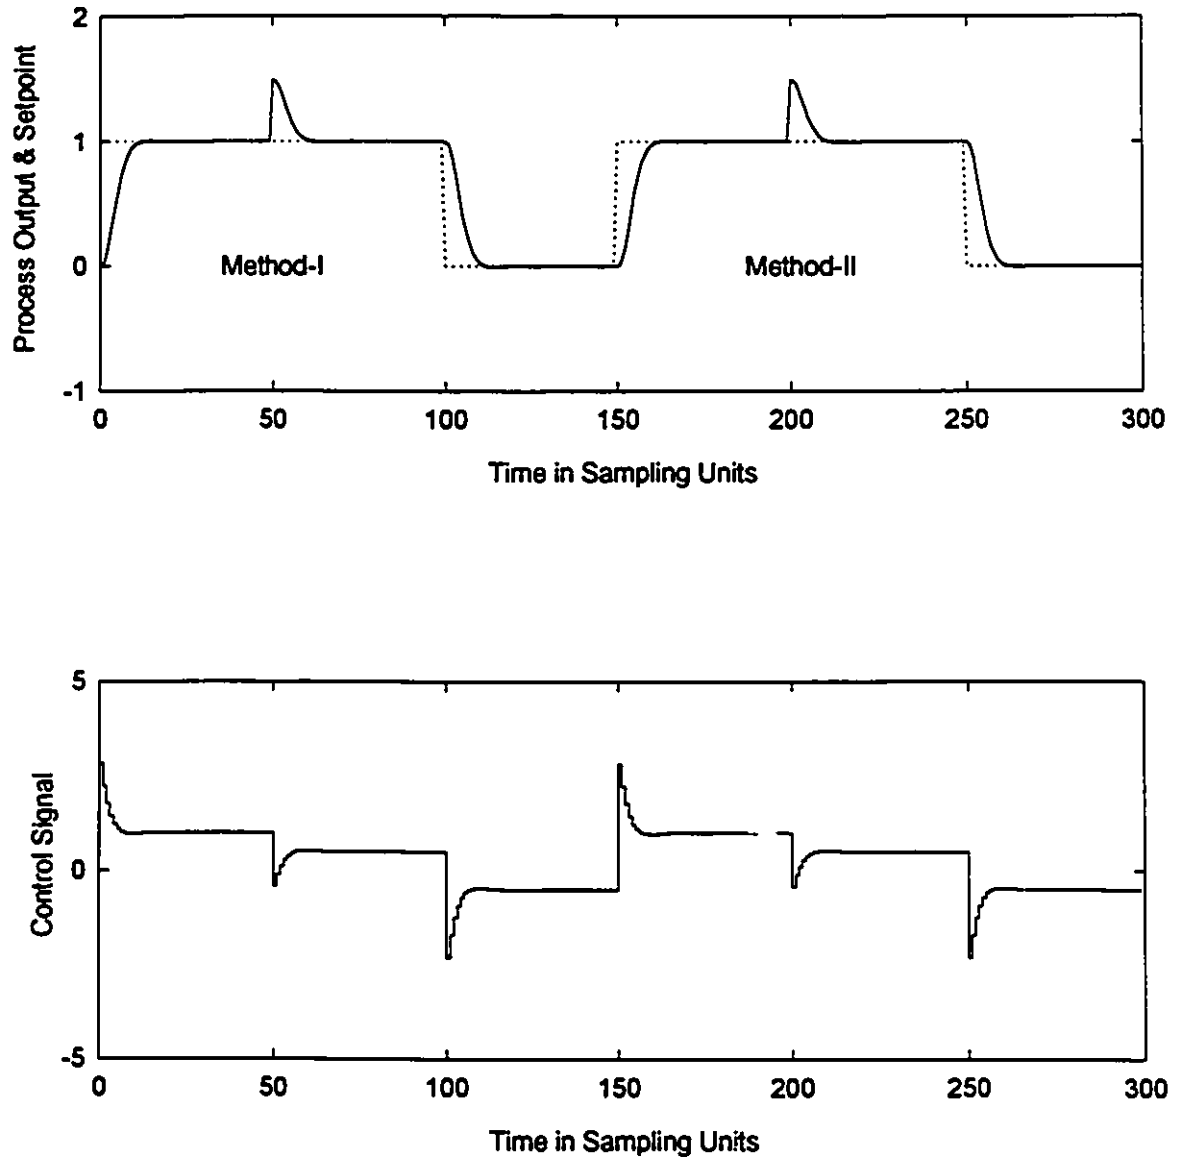 Process Output & Setpoint
2
1
0
-1
Method-I
Method-II
0 50 100 150 200 250 300
Time in Sampling Units
Control Signal
5
0
-5
0 50 100 150 200 250 300
Time in Sampling Units